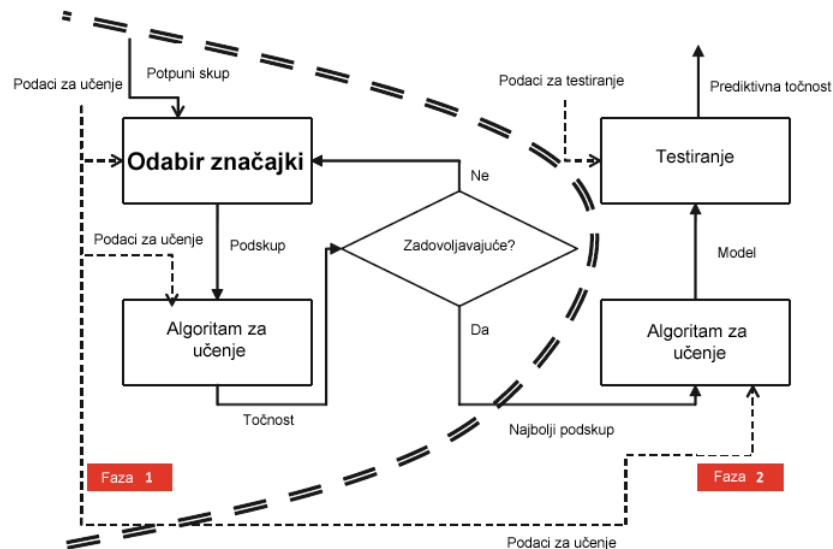 Potpuni skup
Podaci za učenje
Podaci za testiranje
Prediktivna točnost
Odabir značajki
Testiranje
Ne
Podaci za učenje
Podskup
Zadovoljavajuće?
Model
Algoritam za
učenje
Da
Algoritam za
učenje
Točnost
Najbolji podskup
Faza 1
Faza 2
Podaci za učenje